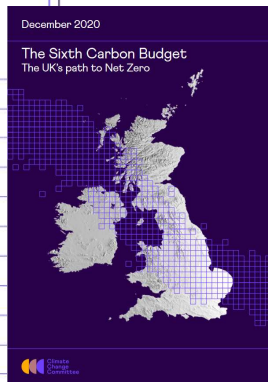 December 2020
The Sixth Carbon Budget
The UK's path to Net Zero
Climate
Change
Committee